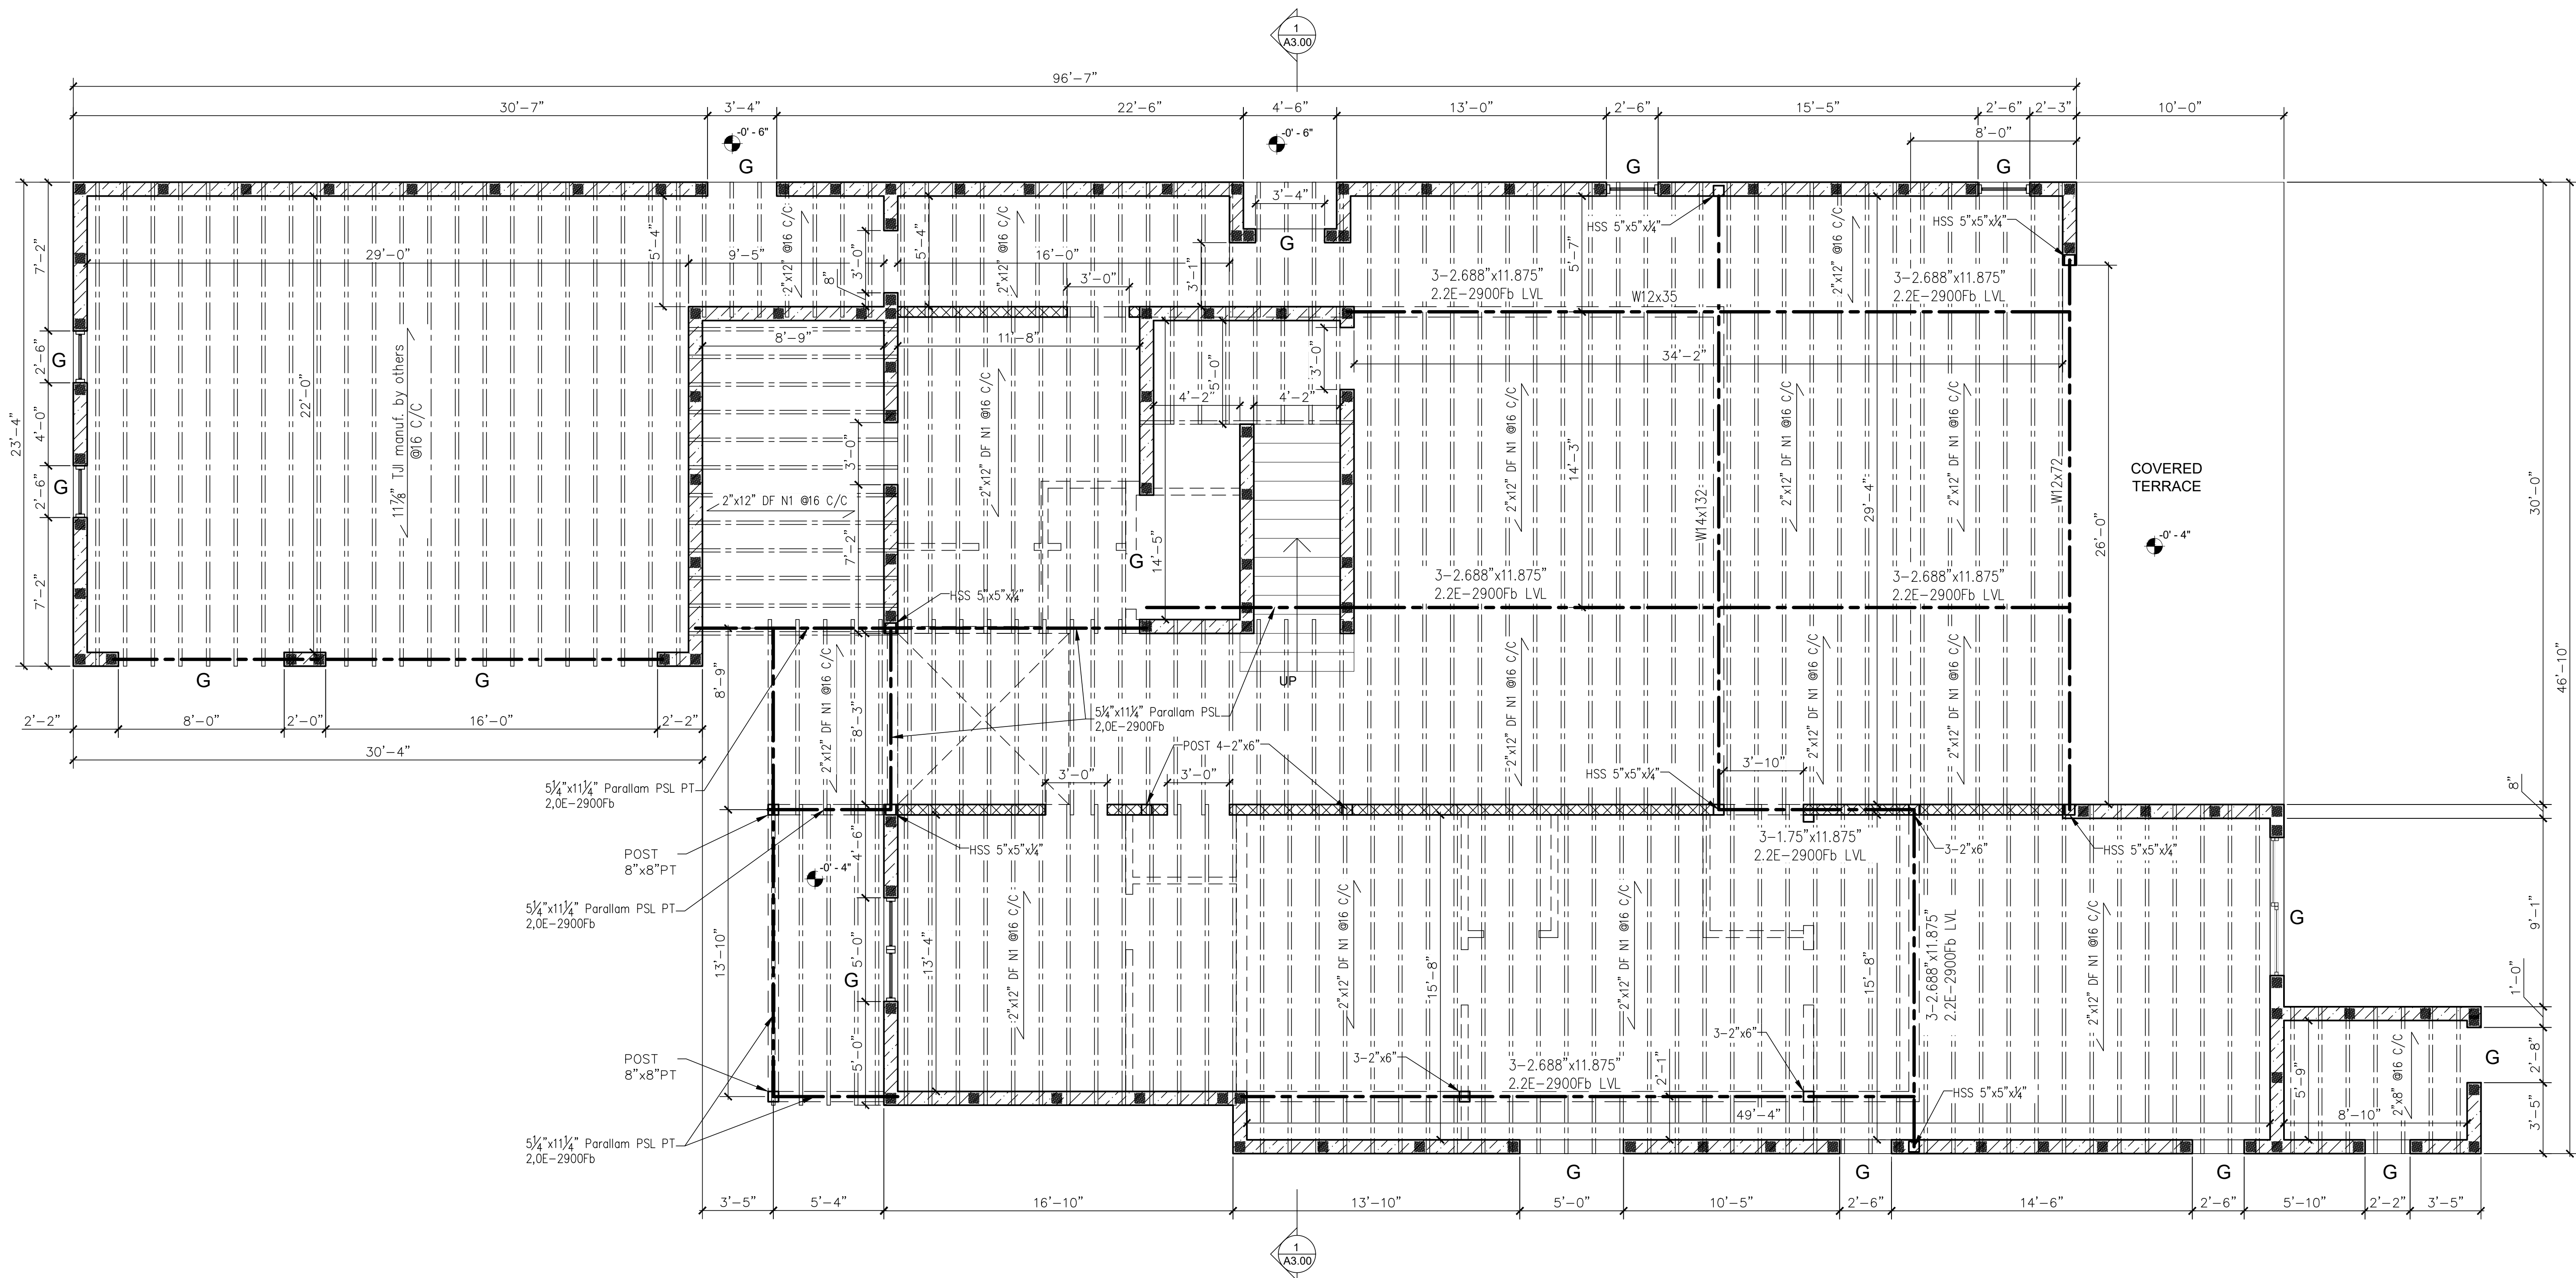 1
A3.00
96'-7"
30'-7"
3'-4"
22'-6"
4'-6"
13'-0"
2'-6"
15'-5"
2'-6"
2'-3"
10'-0"
-0' - 6"
-0' - 6"
8'-0"
G
G
G
G
3'-4"
HSS 5"x5"x¼"
HSS 5"x5"x¼"
G
7'-2"
5'-4"
2"x12" @16 C/C
3'-0"
8"
5'-4"
2"x12" @16 C/C
3'-1"
5'-7"
2"x12" @16 C/C
29'-0"
9'-5"
16'-0"
3'-0"
3-2.688"x11.875"
2.2E-2900Fb LVL
W12x35
3-2.688"x11.875"
2.2E-2900Fb LVL
8'-9"
11'-8"
5'-0"
3'-0"
34'-2"
4'-2"
4'-2"
23'-4"
2'-6"
G
4'-0"
2'-6"
G
7'-2"
22'-0"
11⅞" TJI manuf. by others
@16 C/C
3'-0"
2"x12" DF N1 @16 C/C
7'-2"
2"x12" DF N1 @16 C/C
14'-5"
G
2"x12" DF N1 @16 C/C
14'-3"
W14x132
2"x12" DF N1 @16 C/C
29'-4"
2"x12" DF N1 @16 C/C
W12x72
26'-0"
COVERED
TERRACE
-0' - 4"
30'-0"
46'-10"
HSS 5"x5"x¼"
3-2.688"x11.875"
2.2E-2900Fb LVL
3-2.688"x11.875"
2.2E-2900Fb LVL
UP
G
G
2'-2"
8'-0"
2'-0"
16'-0"
2'-2"
30'-4"
8'-9"
2"x12" DF N1 @16 C/C
8'-3"
5¼"x11¼" Parallam PSL
2,0E-2900Fb
POST 4-2"x6"
2"x12" DF N1 @16 C/C
2"x12" DF N1 @16 C/C
2"x12" DF N1 @16 C/C
3'-0"
3'-0"
HSS 5"x5"x¼"
3'-10"
8"
5¼"x11¼" Parallam PSL PT
2,0E-2900Fb
POST
8"x8"PT
-0' - 4"
4'-6"
HSS 5"x5"x¼"
3-1.75"x11.875"
2.2E-2900Fb LVL
3-2"x6"
HSS 5"x5"x¼"
5¼"x11¼" Parallam PSL PT
2,0E-2900Fb
13'-10"
G
5'-0"
13'-4"
2"x12" DF N1 @16 C/C
2"x12" DF N1 @16 C/C
15'-8"
2"x12" DF N1 @16 C/C
15'-8"
3-2.688"x11.875"
2.2E-2900Fb LVL
2"x12" DF N1 @16 C/C
G
9'-1"
1'-0"
POST
8"x8"PT
5'-0"
3-2"x6"
3-2.688"x11.875"
2.2E-2900Fb LVL
2'-1"
3-2"x6"
HSS 5"x5"x¼"
49'-4"
5'-9"
8'-10"
2"x8" @16 C/C
G
2'-8"
3'-5"
5¼"x11¼" Parallam PSL PT
2,0E-2900Fb
G
G
G
G
3'-5"
5'-4"
16'-10"
13'-10"
5'-0"
10'-5"
2'-6"
14'-6"
2'-6"
5'-10"
2'-2"
3'-5"
1
A3.00